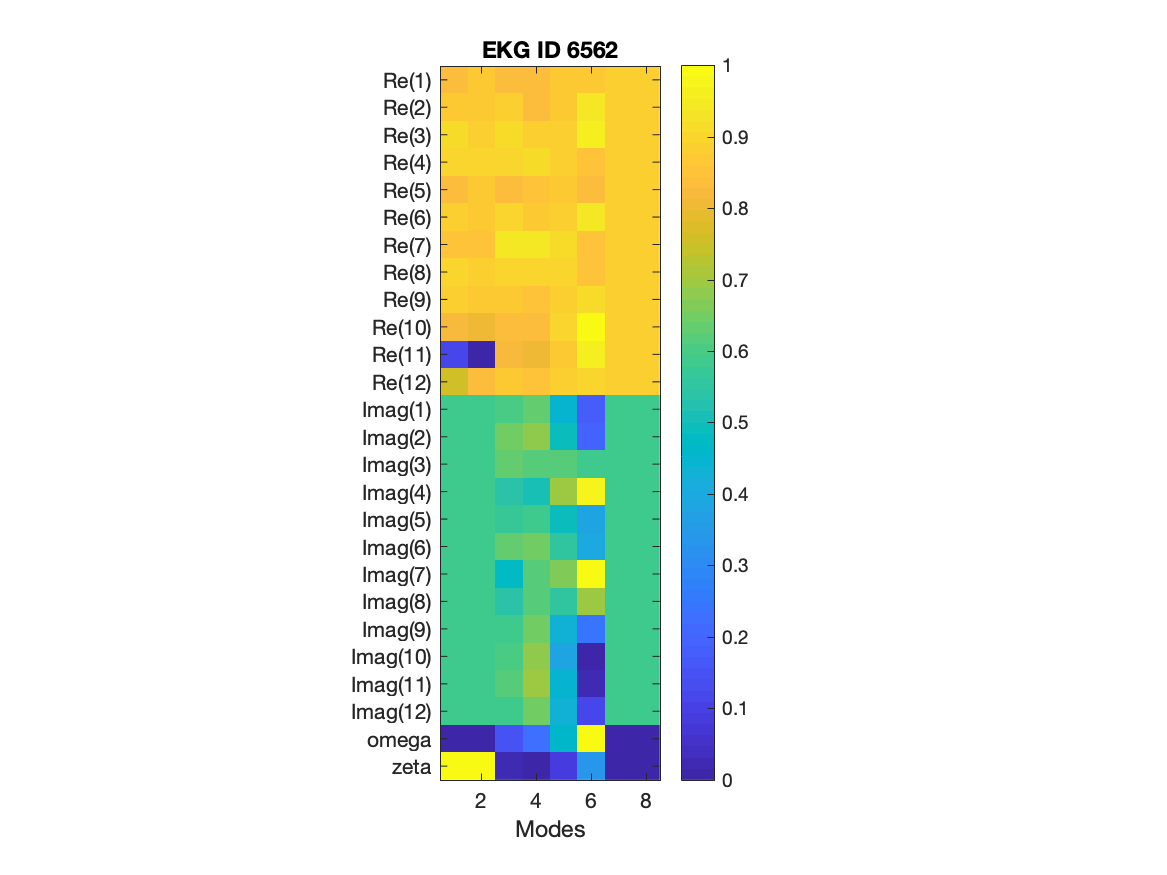 EKG ID 6562
Re(1)
Re(2)
Re(3)
Re(4)
Re(5)
Re(6)
Re(7)
Re(8)
Re(9)
Re(10)
Re(11)
Re(12)
Imag(1)
Imag(2)
Imag(3)
Imag(4)
Imag(5)
Imag(6)
Imag(7)
Imag(8)
Imag(9)
Imag(10)
Imag(11)
Imag(12)
omega
zeta
2 4 6 8
Modes
1
0.9
0.8
0.7
0.6
0.5
0.4
0.3
0.2
0.1
0